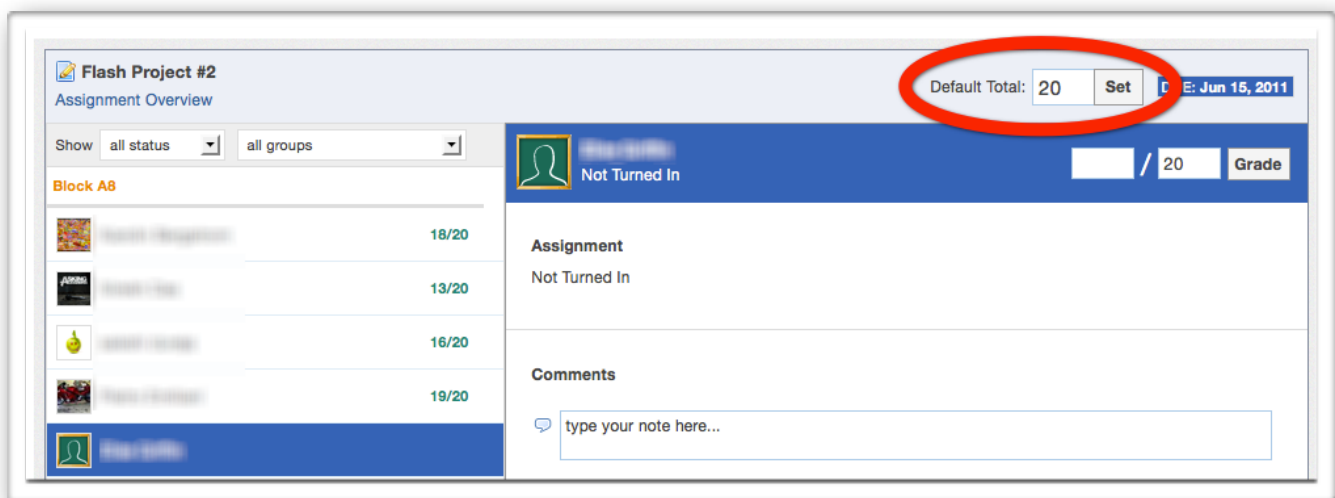 Flash Project #2
Assignment Overview
Default Total: 20 Set
E: Jun 15, 2011
Show all status all groups
Block A8
18/20
13/20
16/20
19/20
Not Turned In
/ 20 Grade
Assignment
Not Turned In
Comments
type your note here...